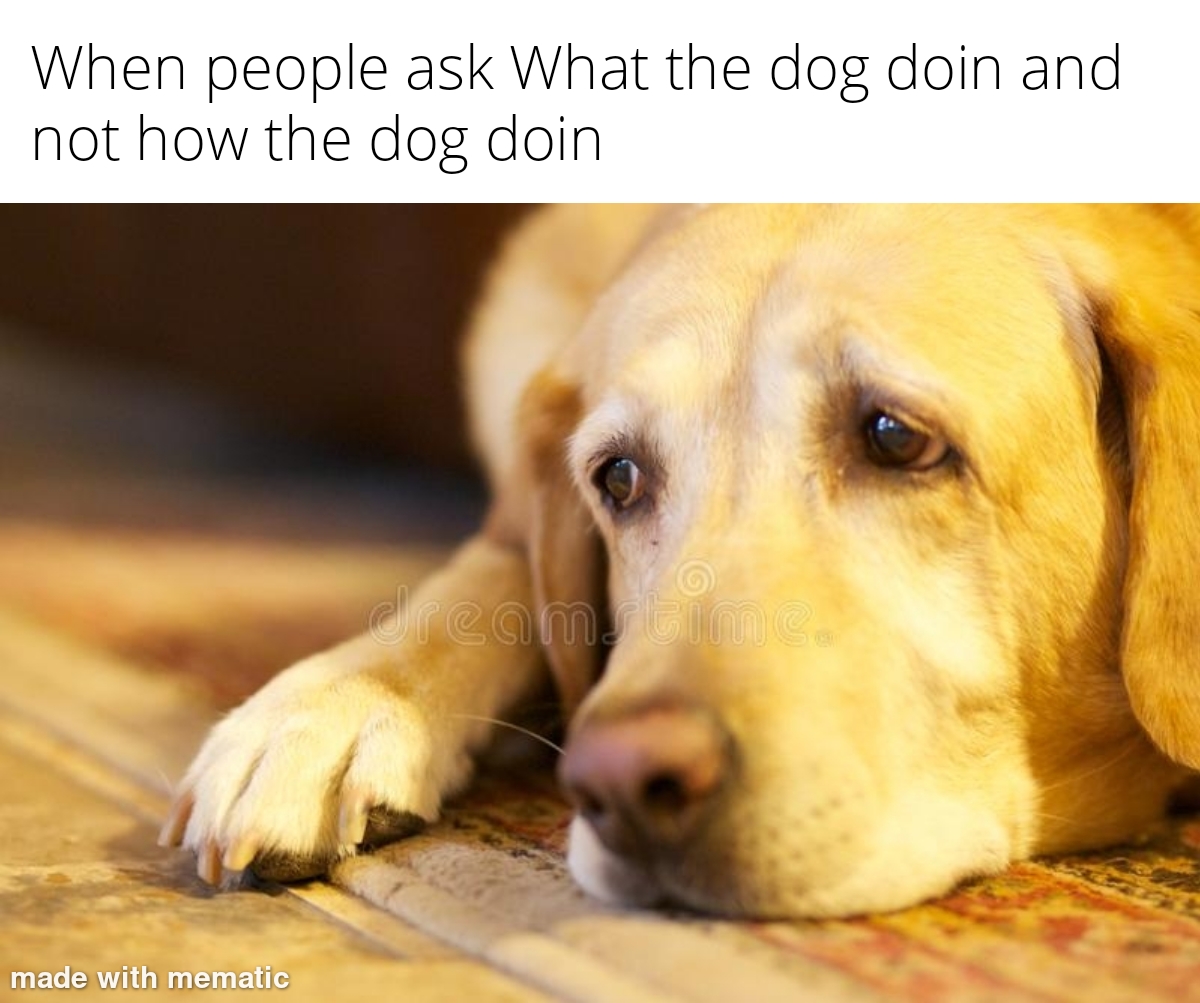 When people ask What the dog doin and
not how the dog doin
dreamstime
made with mematic